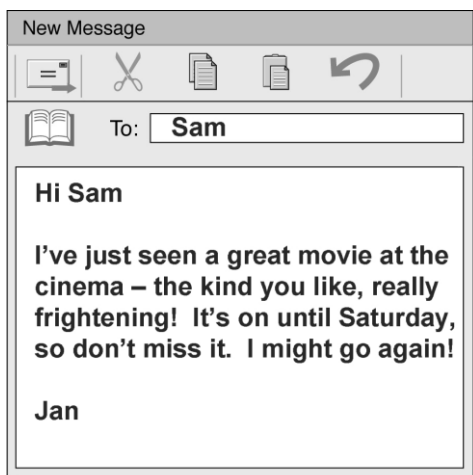 New Message
To: Sam
Hi Sam
I've just seen a great movie at the
cinema – the kind you like, really
frightening!  It's on until Saturday,
so don't miss it.  I might go again!
Jan